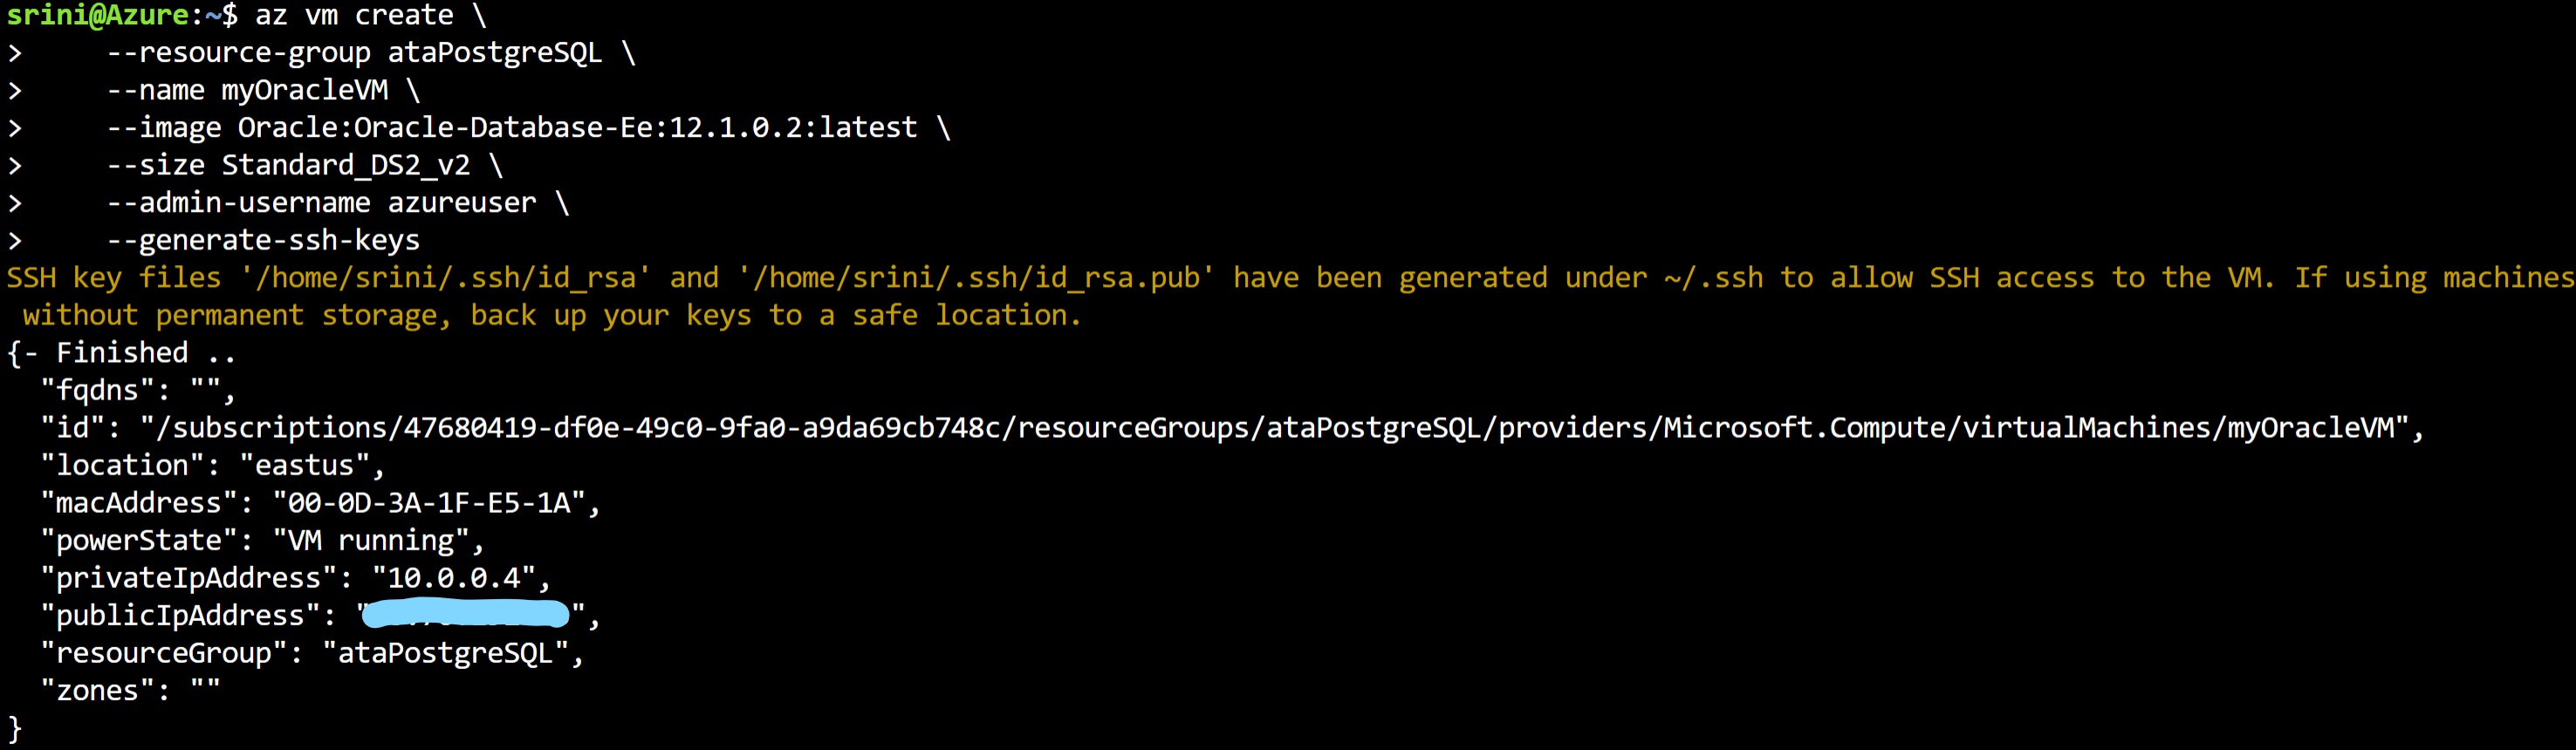 srini@Azure:~$ az vm create \
>     --resource-group ataPostgreSQL \
>     --name myOracleVM \
>     --image Oracle:Oracle-Database-Ee:12.1.0.2:latest \
>     --size Standard_DS2_v2 \
>     --admin-username azureuser \
>     --generate-ssh-keys
SSH key files '/home/srini/.ssh/id_rsa' and '/home/srini/.ssh/id_rsa.pub' have been generated under ~/.ssh to allow SSH access to the VM. If using machines
 without permanent storage, back up your keys to a safe location.
{- Finished ..
  "fqdns": "",
  "id": "/subscriptions/47680419-df0e-49c0-9fa0-a9da69cb748c/resourceGroups/ataPostgreSQL/providers/Microsoft.Compute/virtualMachines/myOracleVM",
  "location": "eastus",
  "macAddress": "00-0D-3A-1F-E5-1A",
  "powerState": "VM running",
  "privateIpAddress": "10.0.0.4",
  "publicIpAddress": "",
  "resourceGroup": "ataPostgreSQL",
  "zones": ""
}